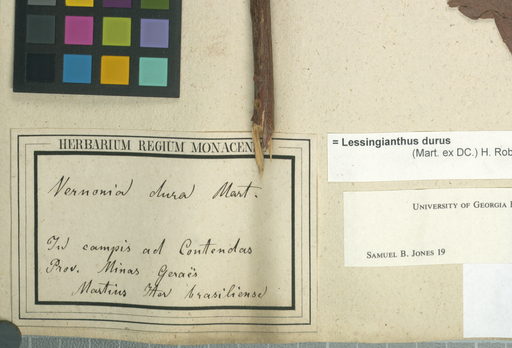 HERBARIUM REGIUM MONACEN
Vernonia dura Mart.
In campis ad Contendas
Prov. Minas Geraës
Martius Iter brasiliense
= Lessingianthus durus
(Mart. ex DC.) H. Rob
UNIVERSITY OF GEORGIA
SAMUEL B. JONES 19